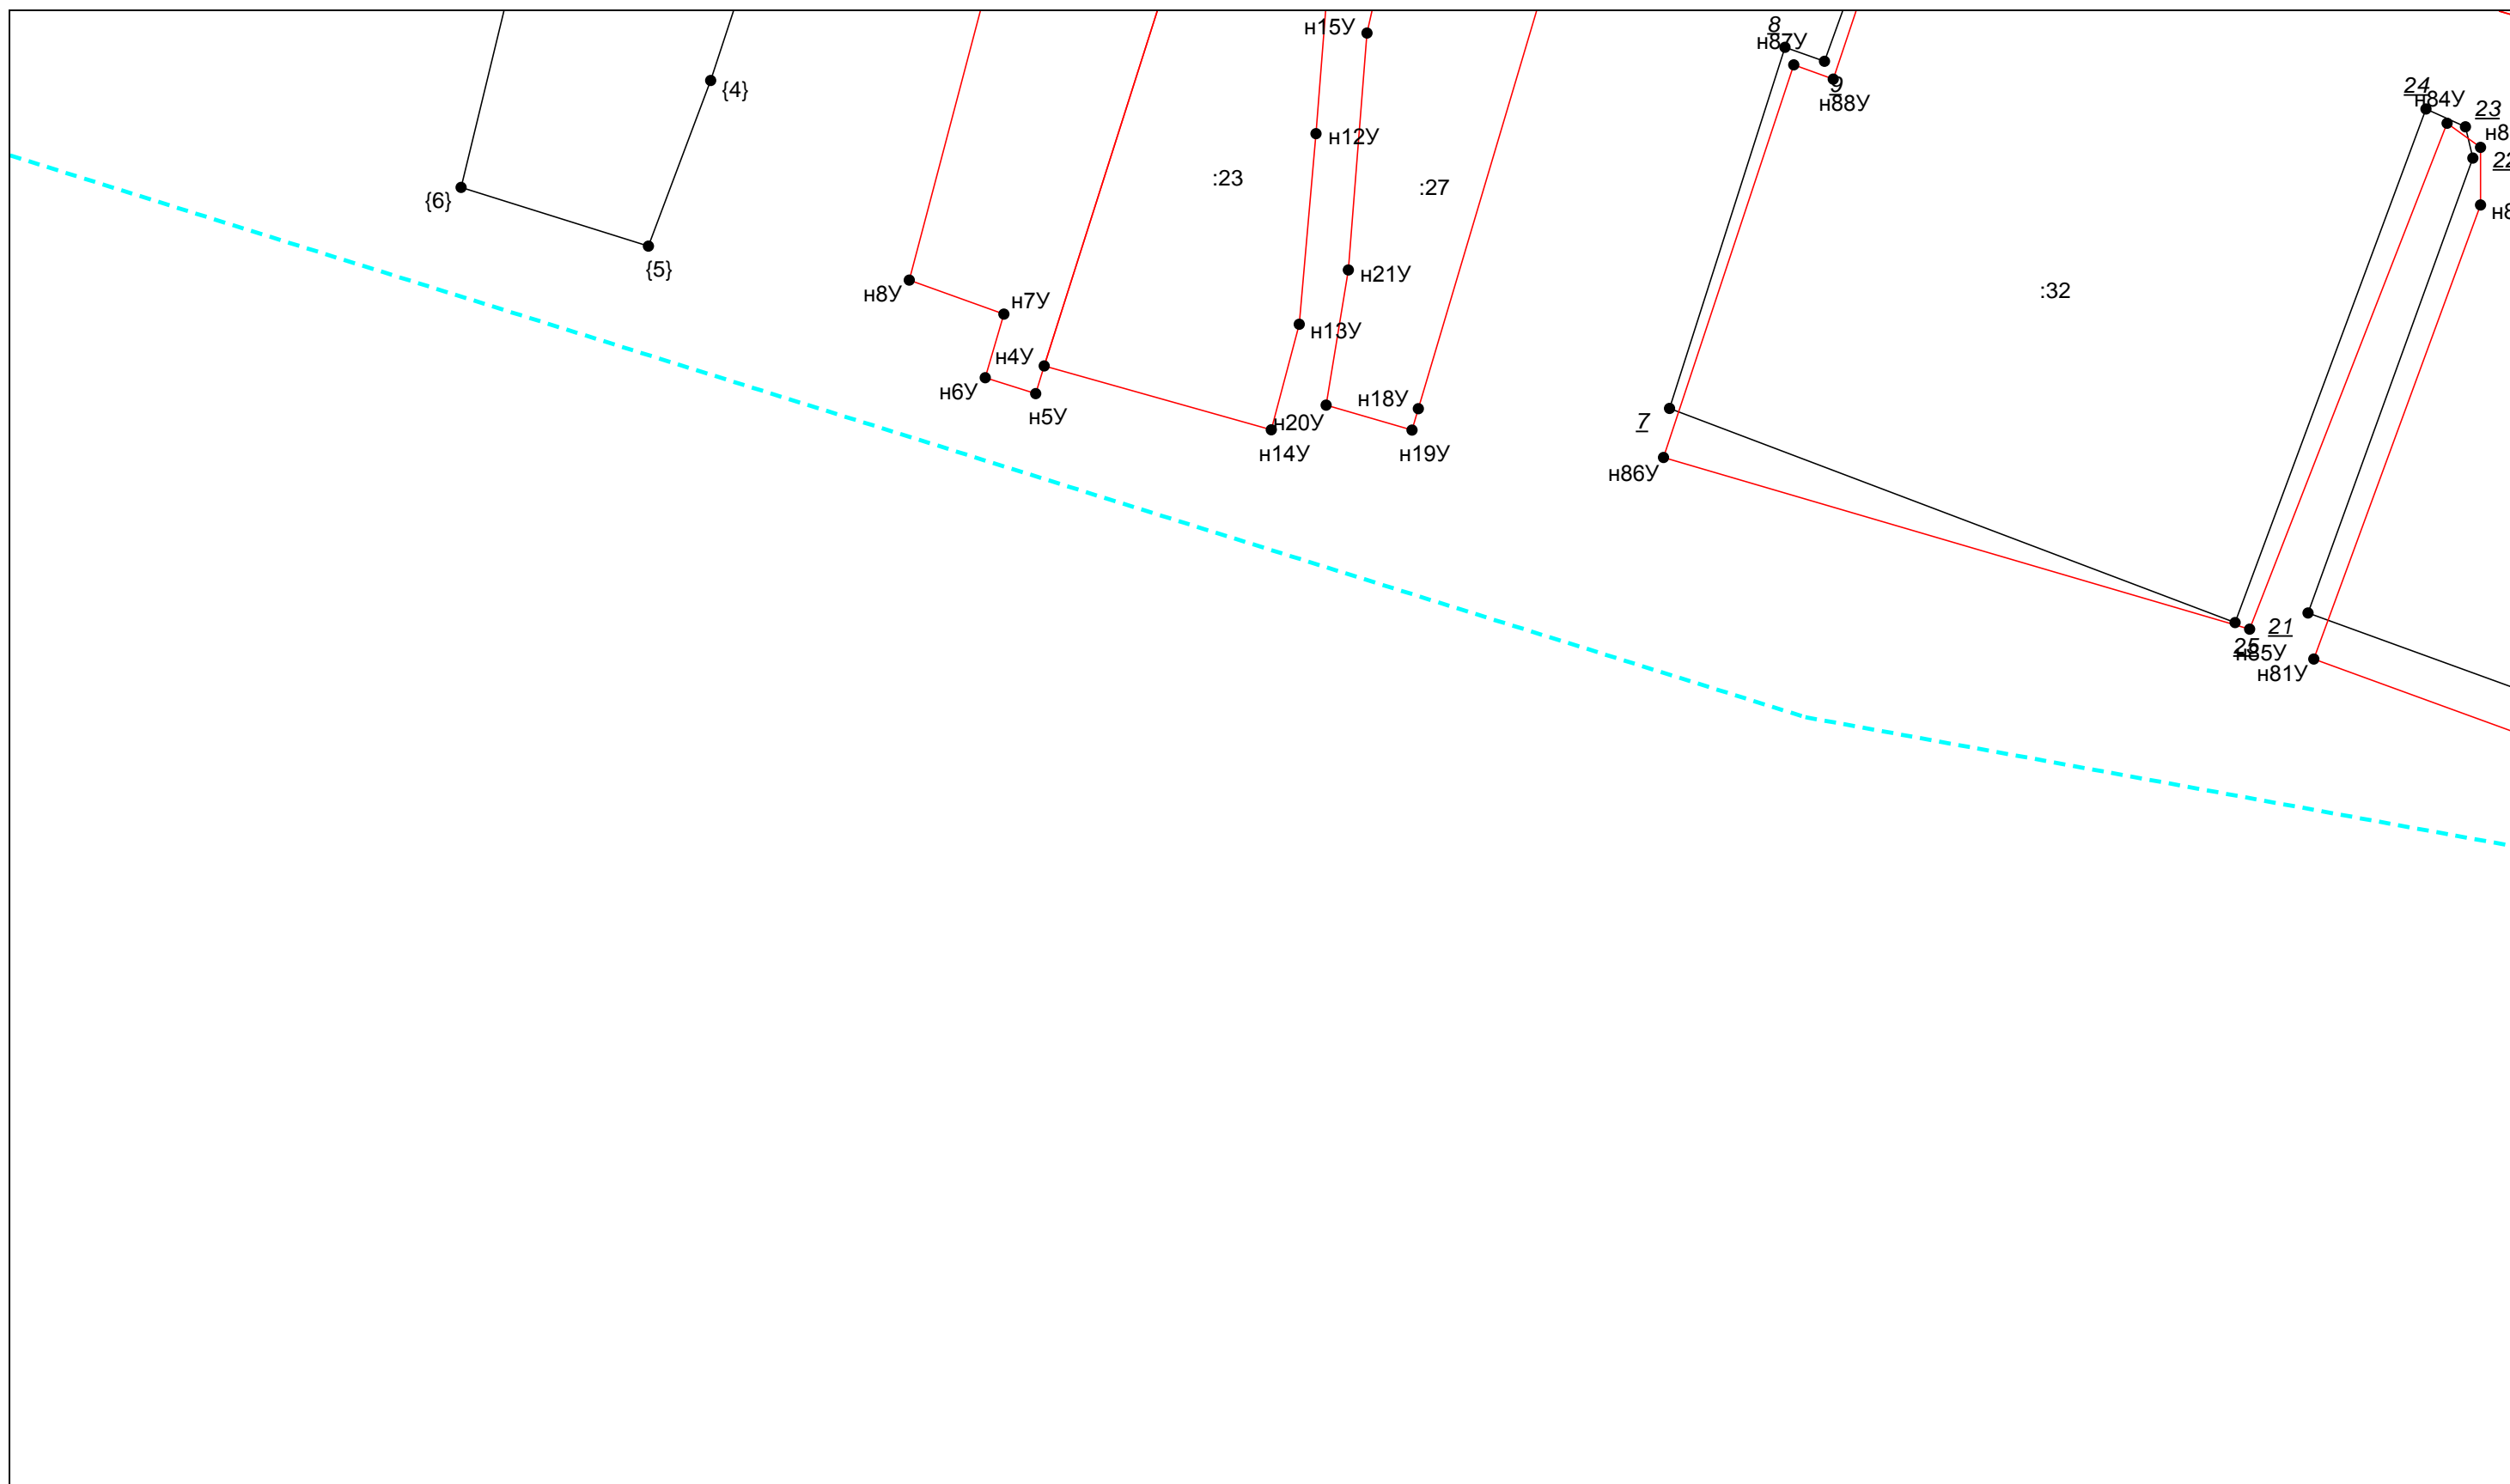 8
н15У
н87У
{4}
9
24
н84У
н88У
23
н12У
:23
:27
{6}
{5}
н21У
н8У
:32
н7У
н13У
н4У
н6У
н18У
н5У
н20У
7
н14У
н19У
н86У
21
25
н85У
н81У